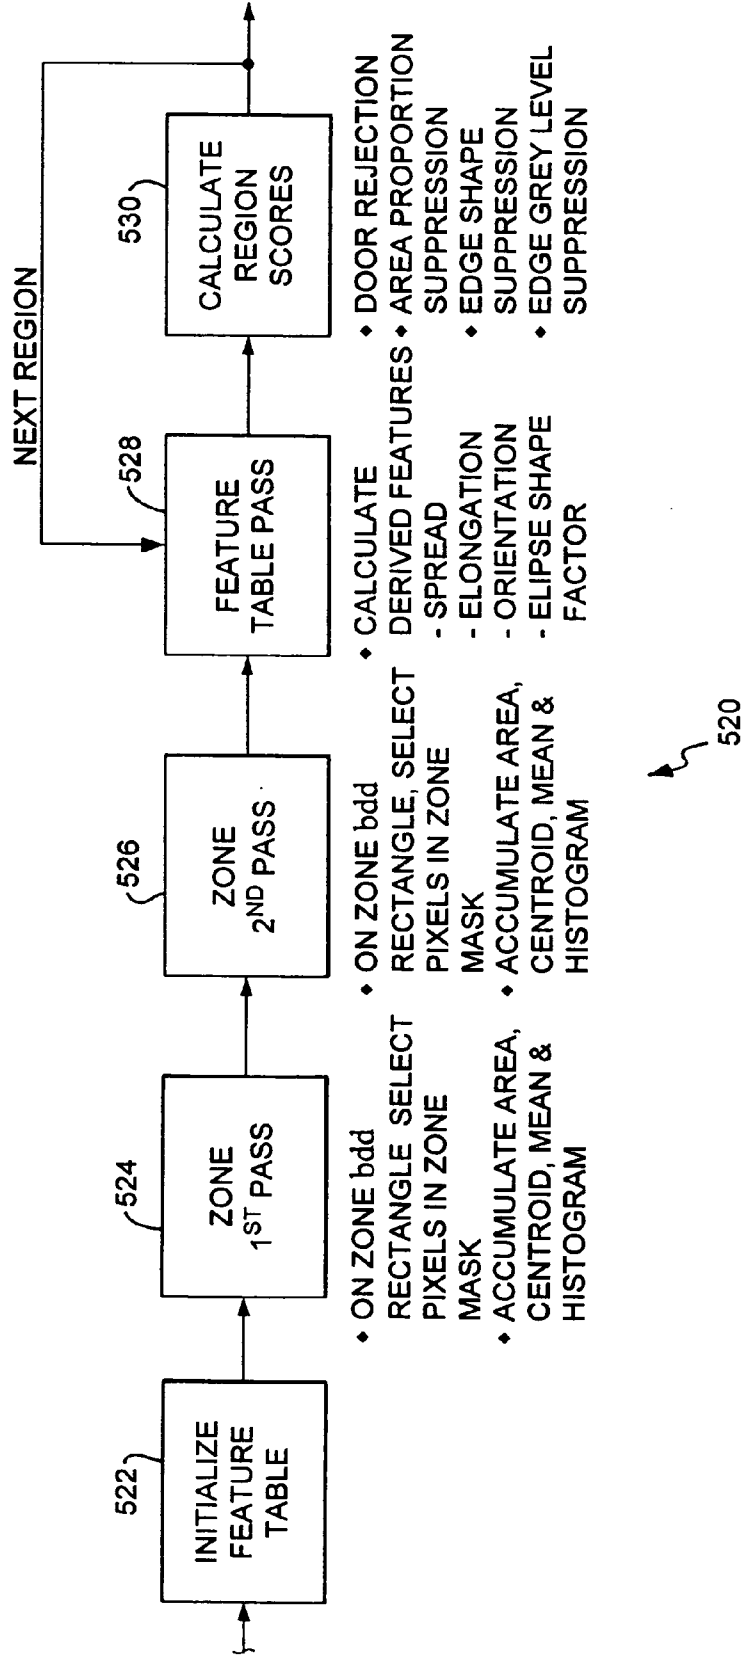 NEXT REGION
522
INITIALIZE
FEATURE
TABLE
524
ZONE
1ST PASS
• ON ZONE bdd
RECTANGLE SELECT
PIXELS IN ZONE
MASK
• ACCUMULATE AREA,
CENTROID, MEAN &
HISTOGRAM
526
ZONE
2ND PASS
• ON ZONE bdd
RECTANGLE, SELECT
PIXELS IN ZONE
MASK
• ACCUMULATE AREA,
CENTROID, MEAN &
HISTOGRAM
528
FEATURE
TABLE PASS
• CALCULATE
DERIVED FEATURES
- SPREAD
- ELONGATION
- ORIENTATION
- ELIPSE SHAPE
FACTOR
530
CALCULATE
REGION
SCORES
• DOOR REJECTION
• AREA PROPORTION
SUPPRESSION
• EDGE SHAPE
SUPPRESSION
• EDGE GREY LEVEL
SUPPRESSION
520